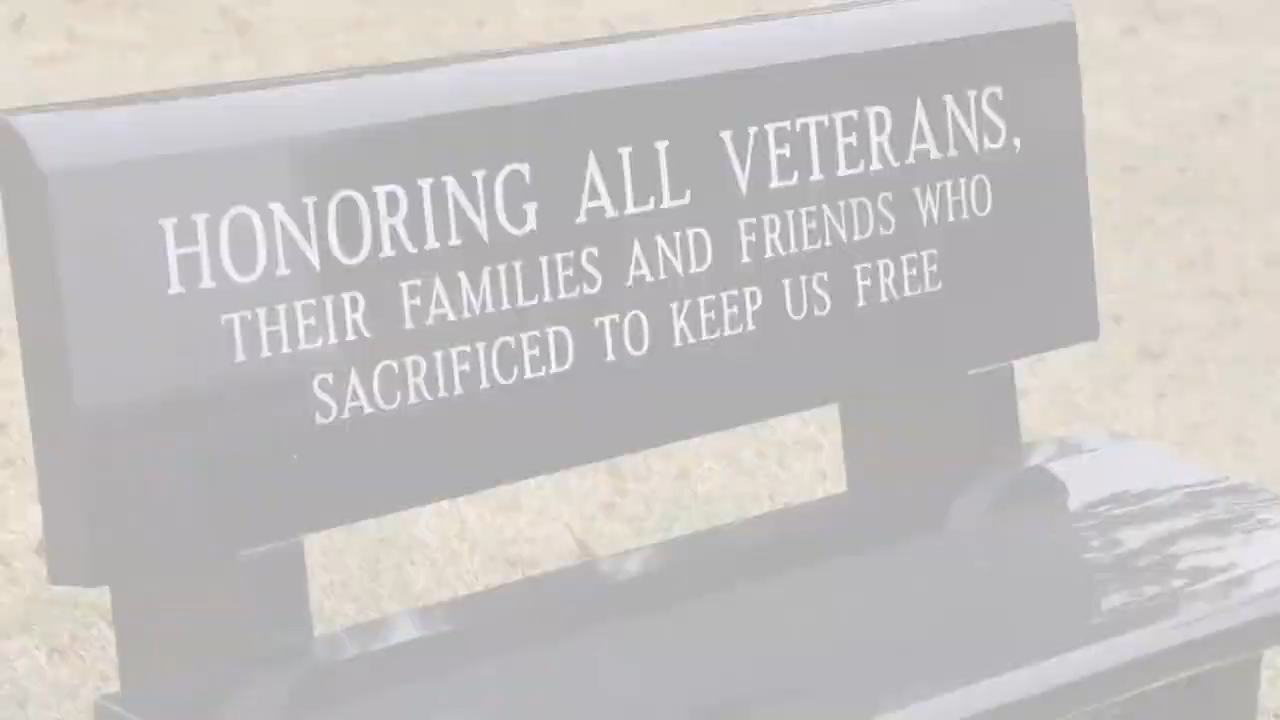 HONORING ALL VETERANS,
THEIR FAMILIES AND FRIENDS WHO
SACRIFICED TO KEEP US FREE